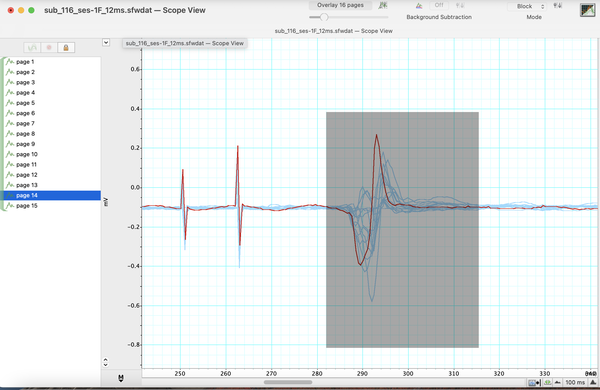 sub_116_ses-1F_12ms.sfwdat — Scope View
Overlay 16 pages
Off
Block
Background Subtraction
Mode
sub_116_ses-1F_12ms.sfwdat — Scope View
sub_116_ses-1F_12ms.sfwdat — Scope View
page 1
page 2
page 3
page 4
page 5
page 6
page 7
page 8
page 9
page 10
page 11
page 12
page 13
page 14
page 15
0.6
0.4
0.2
0.0
mV
-0.2
-0.4
-0.6
-0.8
250
260
270
280
290
300
310
320
330
340
100 ms